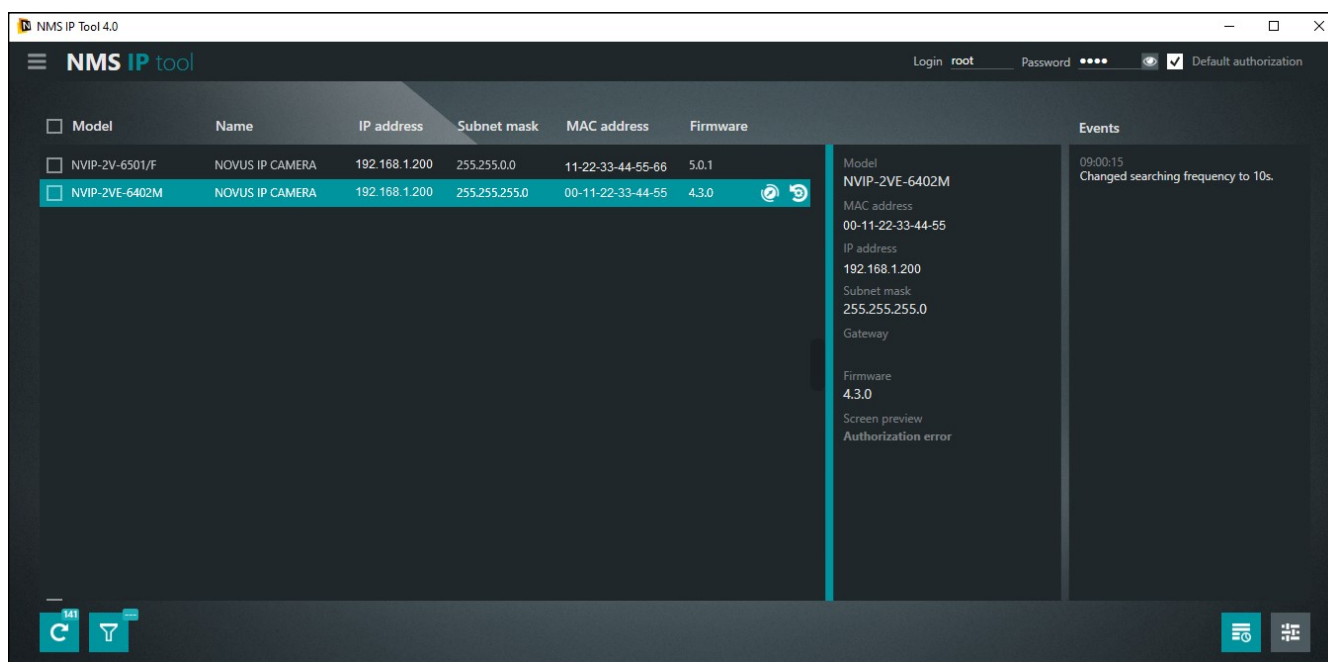 NMS IP Tool 4.0
NMS IP tool
Login root Password •••• Default authorization
Model Name IP address Subnet mask MAC address Firmware
Events
NVIP-2V-6501/F NOVUS IP CAMERA 192.168.1.200 255.255.0.0 11-22-33-44-55-66 5.0.1
NVIP-2VE-6402M NOVUS IP CAMERA 192.168.1.200 255.255.255.0 00-11-22-33-44-55 4.3.0
Model
NVIP-2VE-6402M
MAC address
00-11-22-33-44-55
IP address
192.168.1.200
Subnet mask
255.255.255.0
Gateway
Firmware
4.3.0
Screen preview
Authorization error
09:00:15
Changed searching frequency to 10s.
141
---